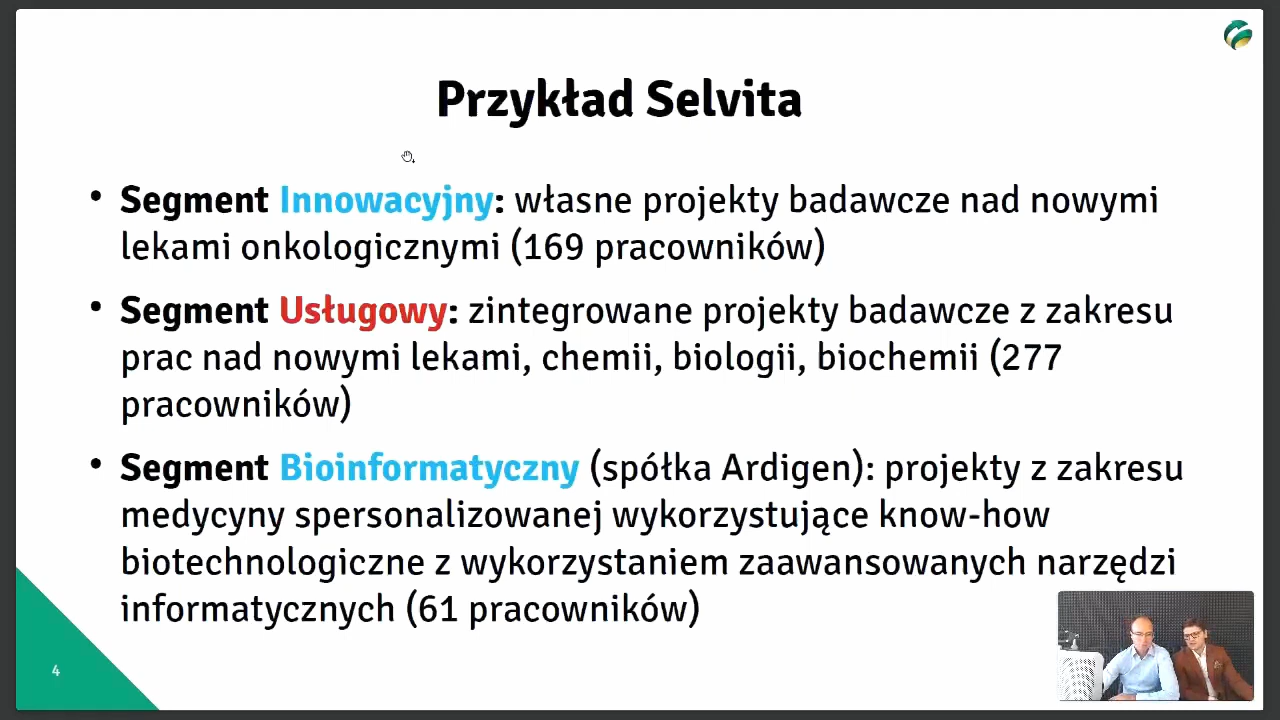 Przykład Selvita
• Segment Innowacyjny: własne projekty badawcze nad nowymi
lekami onkologicznymi (169 pracowników)
• Segment Usługowy: zintegrowane projekty badawcze z zakresu
prac nad nowymi lekami, chemii, biologii, biochemii (277
pracowników)
• Segment Bioinformatyczny (spółka Ardigen): projekty z zakresu
medycyny spersonalizowanej wykorzystujące know-how
biotechnologiczne z wykorzystaniem zaawansowanych narzędzi
informatycznych (61 pracowników)
4